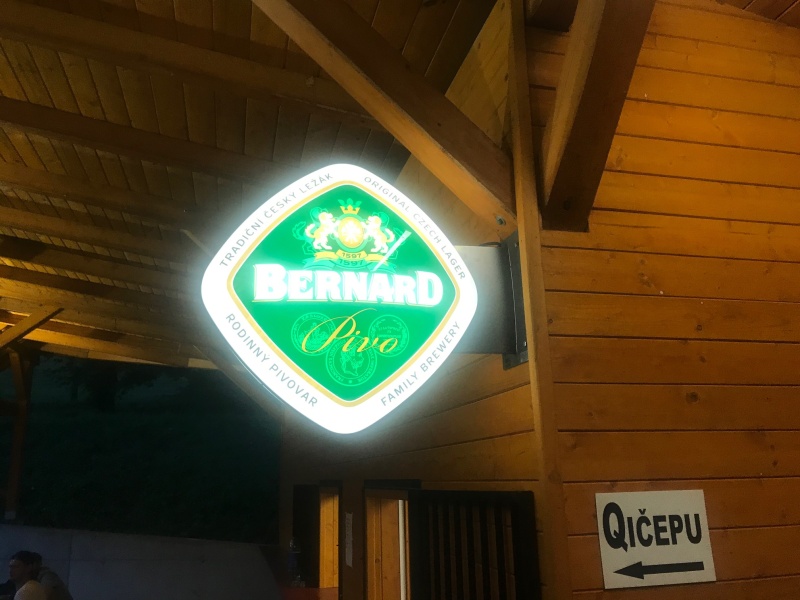 TRADIČNÍ ČESKÝ LEŽÁK
ORIGINAL CZECH LAGER
1597
BERNARD
Pivo
RODINNÝ PIVOVAR
FAMILY BREWERY
QIČEPU